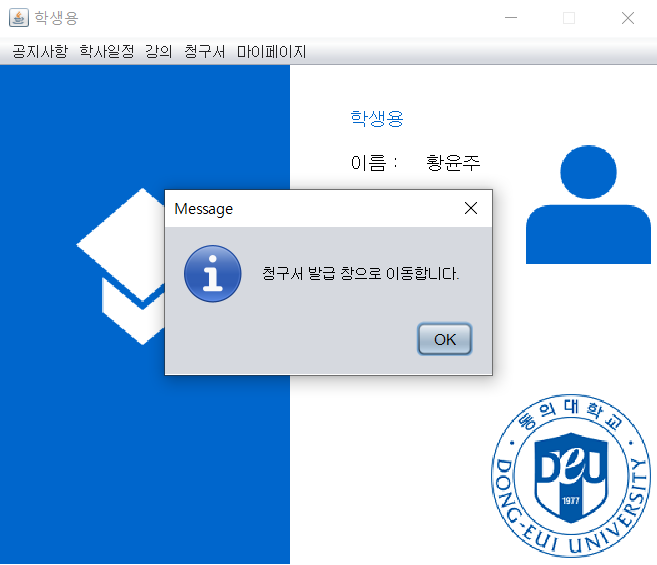 학생용
공지사항 학사일정 강의 청구서 마이페이지
학생용
이름 : 황윤주
Message
청구서 발급 창으로 이동합니다.
OK
동의대학교
DEU
1977
DONG-EUI UNIVERSITY